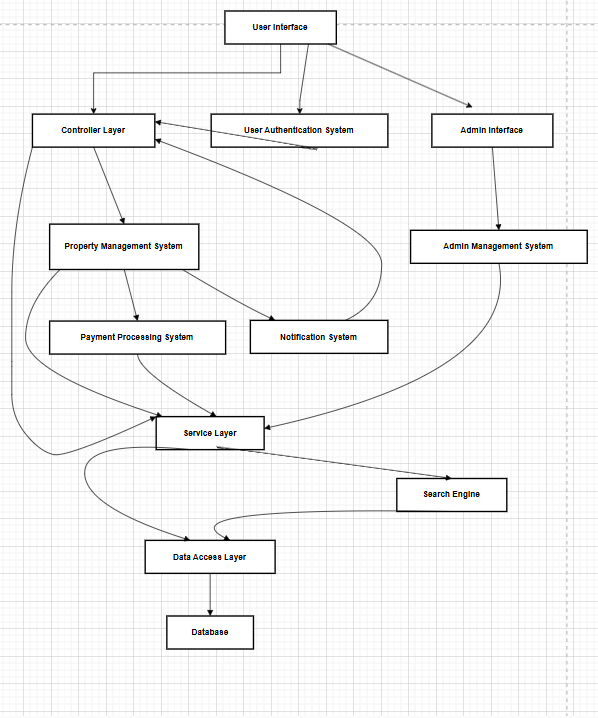 User Interface
Controller Layer
User Authentication System
Admin Interface
Property Management System
Admin Management System
Payment Processing System
Notification System
Service Layer
Search Engine
Data Access Layer
Database